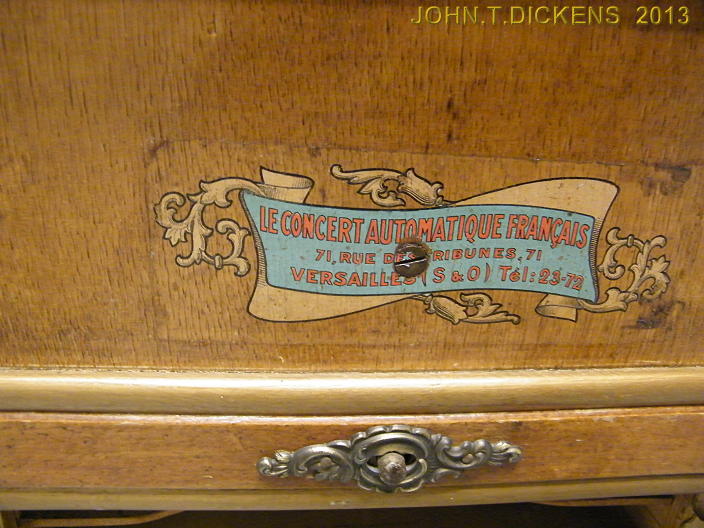 JOHN.T.DICKENS 2013
LE CONCERT AUTOMATIQUE FRANÇAIS
71, RUE DES TRIBUNES, 71
VERSAILLES (S & O) Tél: 23-72